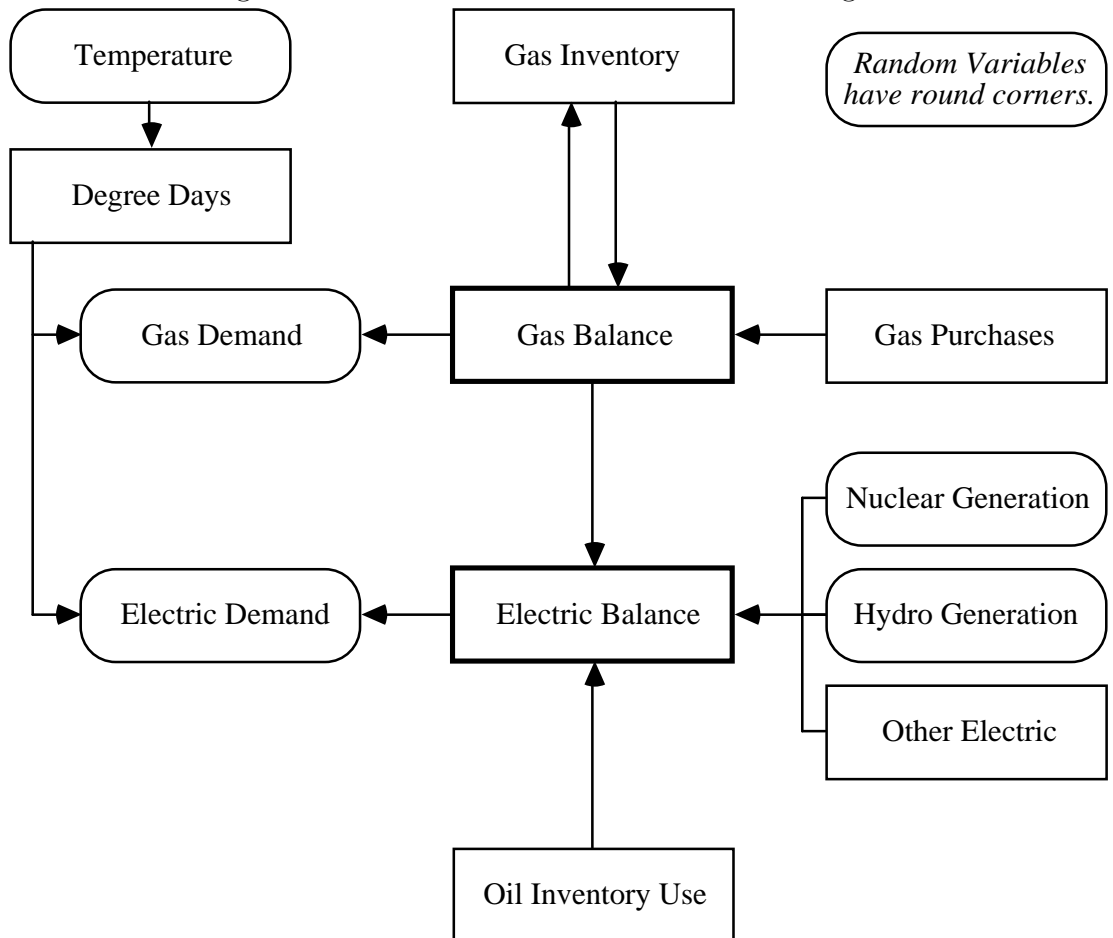 Temperature
Gas Inventory
Random Variables
have round corners.
Degree Days
Gas Demand
Gas Balance
Gas Purchases
Nuclear Generation
Electric Demand
Electric Balance
Hydro Generation
Other Electric
Oil Inventory Use